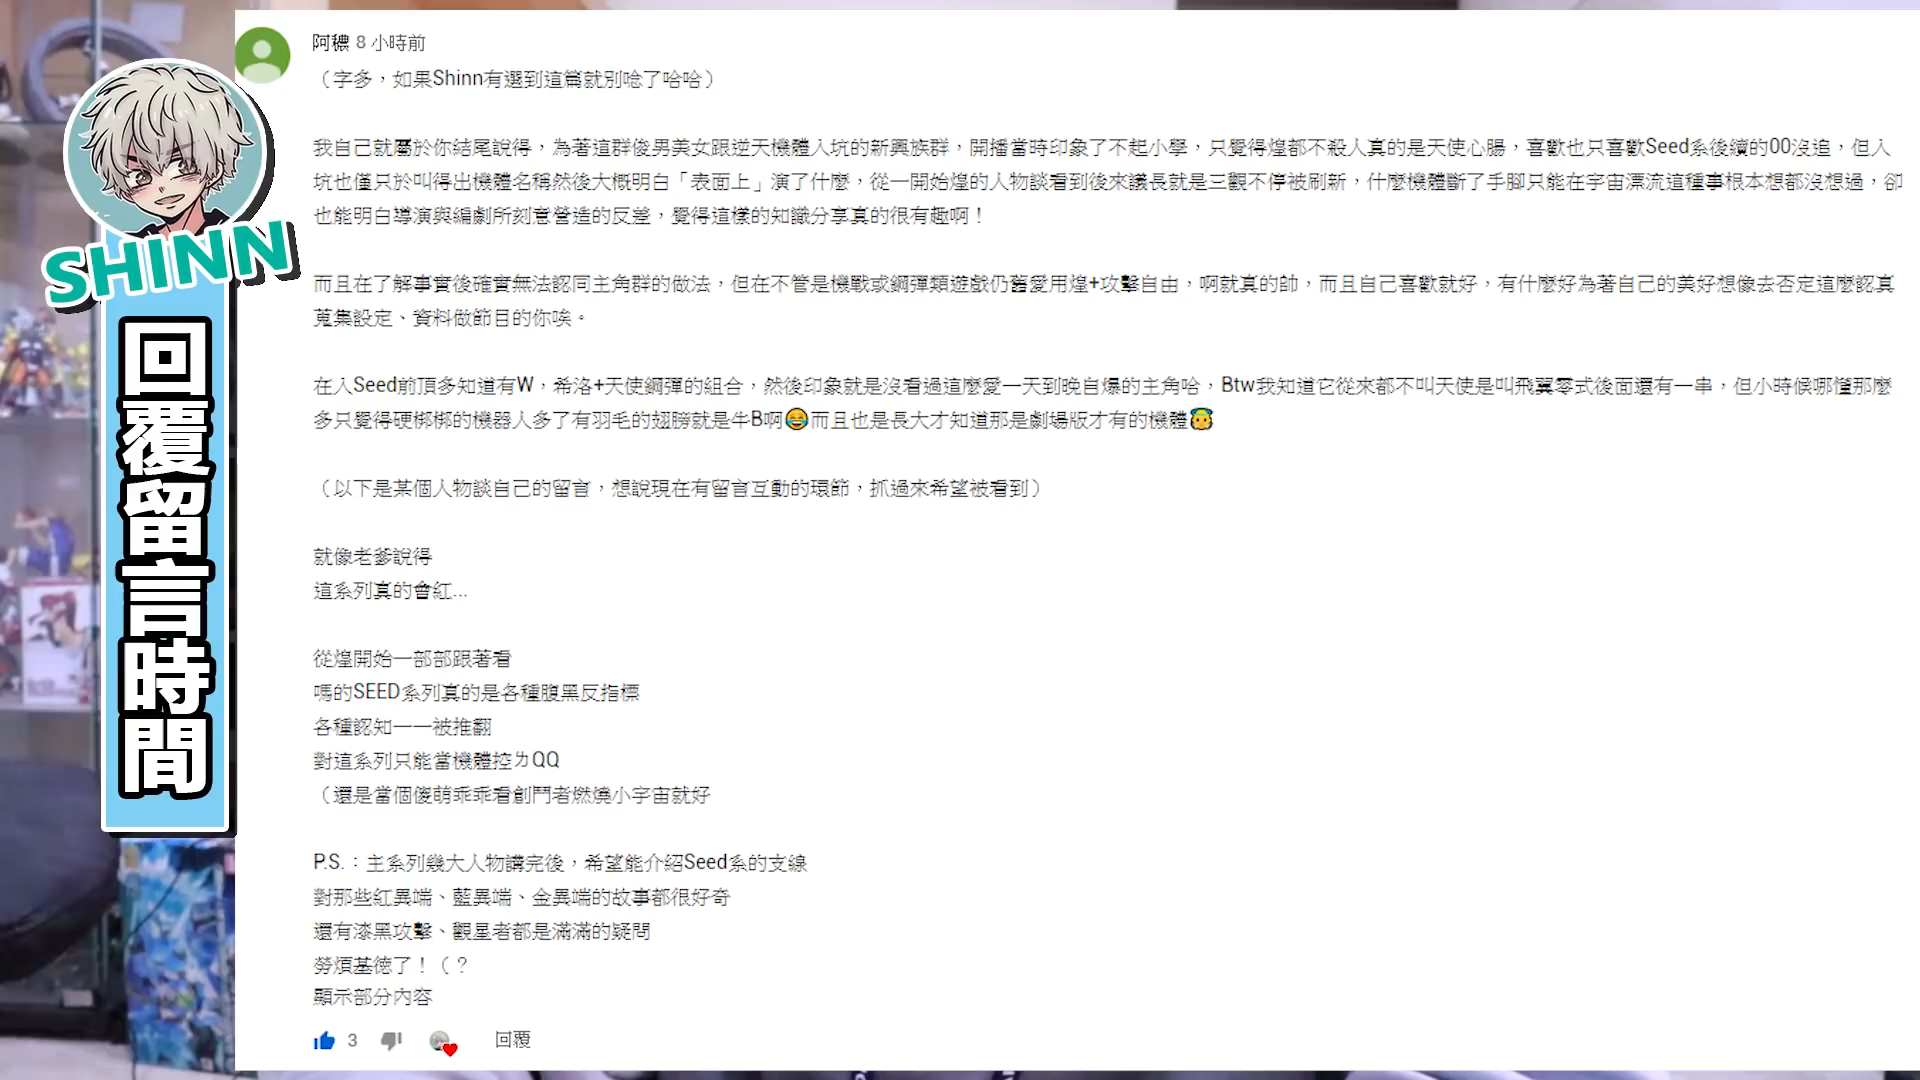 SHINN
回覆留言時間
阿穠 8 小時前
（字多，如果Shinn有選到這篇就別唸了哈哈）
我自己就屬於你結尾說得，為著這群俊男美女跟逆天機體入坑的新興族群，開播當時印象了不起小學，只覺得煌都不殺人真的是天使心腸，喜歡也只喜歡Seed系後續的00沒追，但入
坑也僅只於叫得出機體名稱然後大概明白「表面上」演了什麼，從一開始煌的人物談看到後來議長就是三觀不停被刷新，什麼機體斷了手腳只能在宇宙漂流這種事根本想都沒想過，卻
也能明白導演與編劇所刻意營造的反差，覺得這樣的知識分享真的很有趣啊！
而且在了解事實後確實無法認同主角群的做法，但在不管是機戰或鋼彈類遊戲仍舊愛用煌+攻擊自由，啊就真的帥，而且自己喜歡就好，有什麼好為著自己的美好想像去否定這麼認真
蒐集設定、資料做節目的你唉。
在入Seed前頂多知道有W，希洛+天使鋼彈的組合，然後印象就是沒看過這麼愛一天到晚自爆的主角哈，Btw我知道它從來都不叫天使是叫飛翼零式後面還有一串，但小時候哪懂那麼
多只覺得硬梆梆的機器人多了有羽毛的翅膀就是牛B啊😂而且也是長大才知道那是劇場版才有的機體😇
（以下是某個人物談自己的留言，想說現在有留言互動的環節，抓過來希望被看到）
就像老爹說得
這系列真的會紅...
從煌開始一部部跟著看
嗎的SEED系列真的是各種腹黑反指標
各種認知一一被推翻
對這系列只能當機體控ㄌQQ
（還是當個傻萌乖乖看創鬥者燃燒小宇宙就好
P.S.：主系列幾大人物講完後，希望能介紹Seed系的支線
對那些紅異端、藍異端、金異端的故事都很好奇
還有漆黑攻擊、觀星者都是滿滿的疑問
勞煩基德了！（？
顯示部分內容
3 回覆